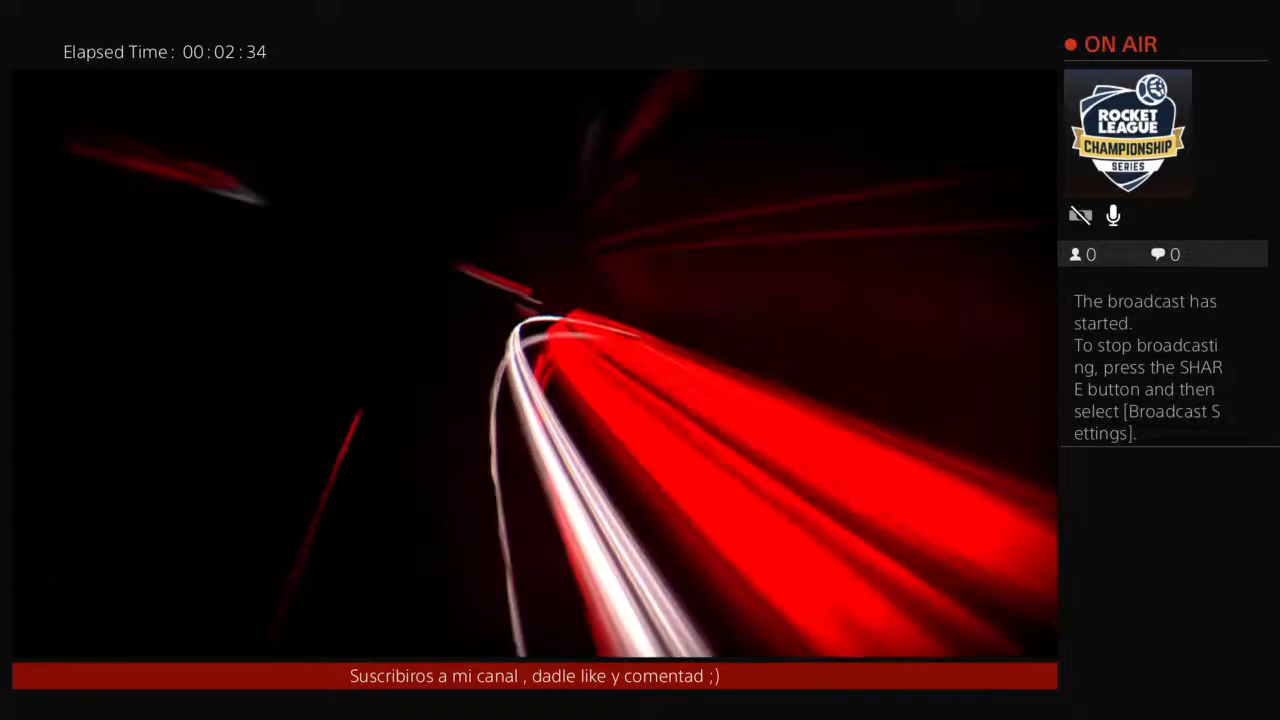 Elapsed Time: 00:02:34
ON AIR
ROCKET
LEAGUE
CHAMPIONSHIP
SERIES
0 0
The broadcast has
started.
To stop broadcasti
ng, press the SHAR
E button and then
select [Broadcast S
ettings].
Suscribiros a mi canal , dadle like y comentad ;)